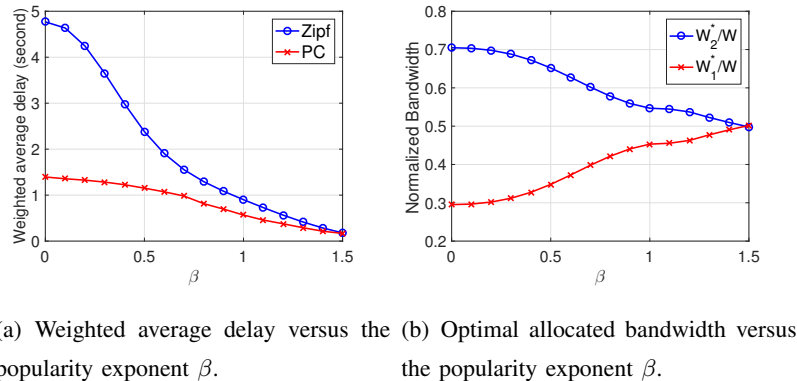 5
4
3
2
1
0
0
0.5
1
1.5
β
Weighted average delay (second)
Zipf
PC
0.8
0.7
0.6
0.5
0.4
0.3
0.2
0
0.5
1
1.5
β
Normalized Bandwidth
W₂*/W
W₁*/W
(a) Weighted average delay versus the
popularity exponent β.
(b) Optimal allocated bandwidth versus
the popularity exponent β.